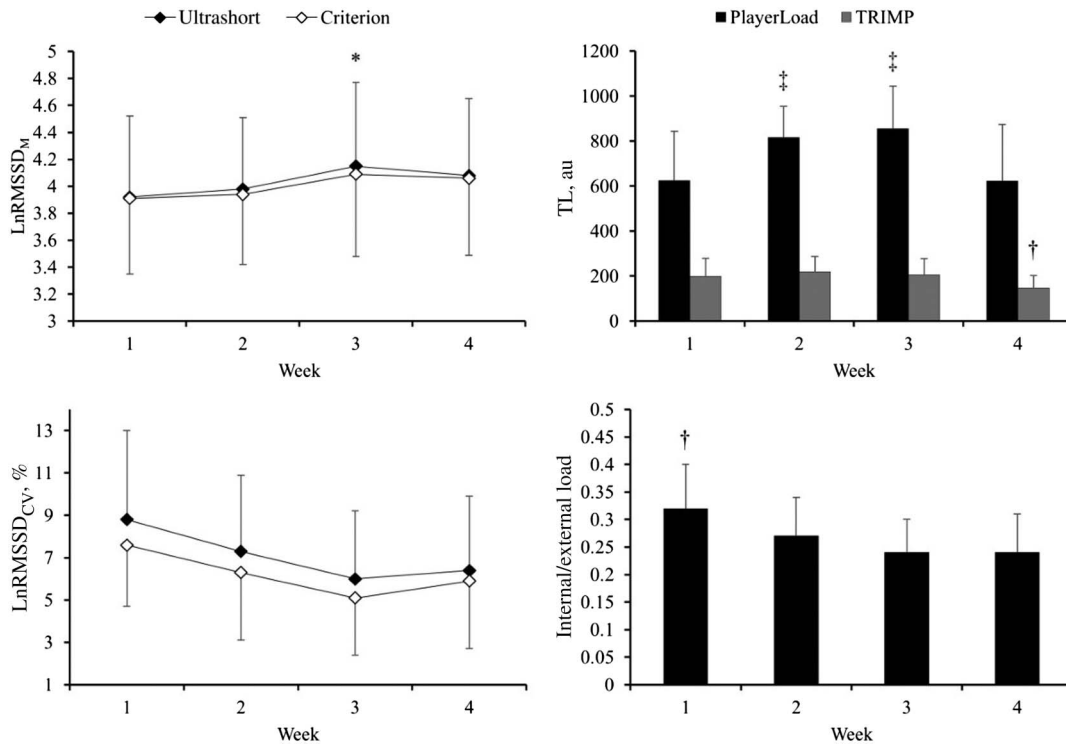 Ultrashort Criterion
LnRMSSD_M
5
4.8
4.6
4.4
4.2
4
3.8
3.6
3.4
3.2
3
*
1 2 3 4
Week
PlayerLoad TRIMP
TL, au
1200
1000
800
600
400
200
0
‡ ‡ †
1 2 3 4
Week
LnRMSSD_CV, %
13
11
9
7
5
3
1
1 2 3 4
Week
Internal/external load
0.5
0.45
0.4
0.35
0.3
0.25
0.2
0.15
0.1
0.05
0
†
1 2 3 4
Week